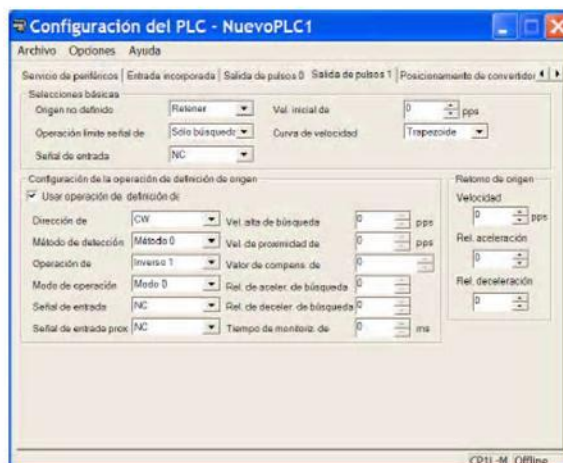 Configuración del PLC - NuevoPLC1
Archivo Opciones Ayuda
Servicio de periféricos Entrada incorporada Salida de pulsos 0 Salida de pulsos 1 Posicionamiento de convertidor
Selecciones básicas
Origen no definido Retener Vel. inicial de 0 pps
Operación límite señal de Sólo búsqueda Curva de velocidad Trapezoide
Señal de entrada NC
Configuración de la operación de definición de origen
Usar operación de definición de
Dirección de CW Vel. alta de búsqueda 0 pps
Método de detección Método 0 Vel. de proximidad de 0 pps
Operación de Inverso 1 Valor de compens. de 0
Modo de operación Modo 0 Rel. de aceler. de búsqueda 0
Señal de entrada NC Rel. de deceler. de búsqueda 0
Señal de entrada prox NC Tiempo de monitoriz. de 0 ms
Retorno de origen
Velocidad
0 pps
Rel. aceleración
0
Rel. deceleración
0
CP1L-M Offline